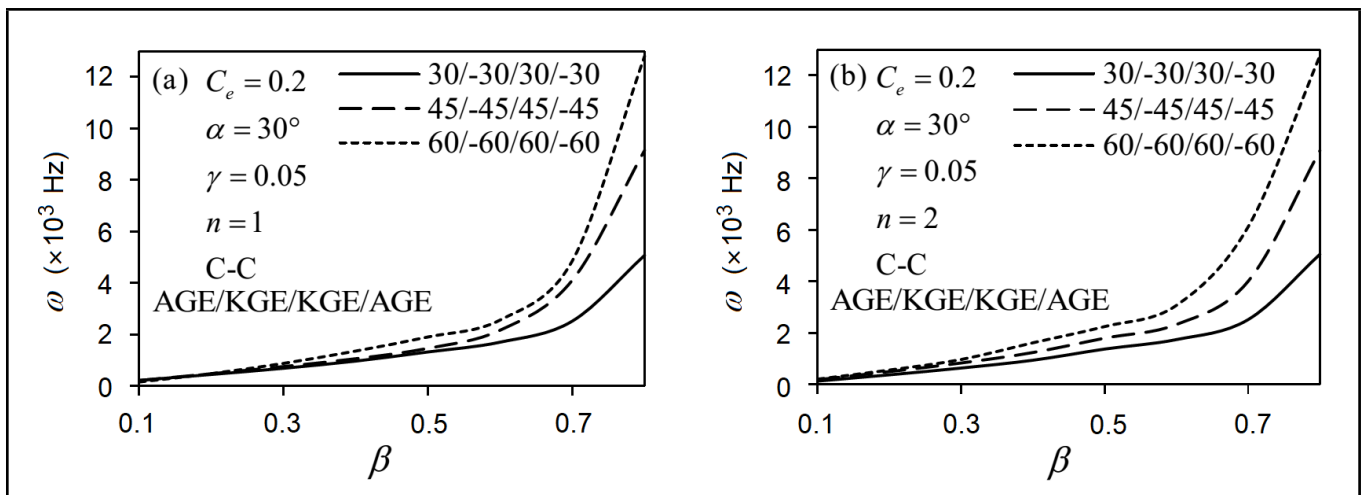 (a) C_e = 0.2
α = 30°
γ = 0.05
n = 1
C-C
AGE/KGE/KGE/AGE
30/-30/30/-30
45/-45/45/-45
60/-60/60/-60
12
10
8
6
4
2
0
ω (×10³ Hz)
0.1 0.3 0.5 0.7
β
(b) C_e = 0.2
α = 30°
γ = 0.05
n = 2
C-C
AGE/KGE/KGE/AGE
30/-30/30/-30
45/-45/45/-45
60/-60/60/-60
12
10
8
6
4
2
0
ω (×10³ Hz)
0.1 0.3 0.5 0.7
β